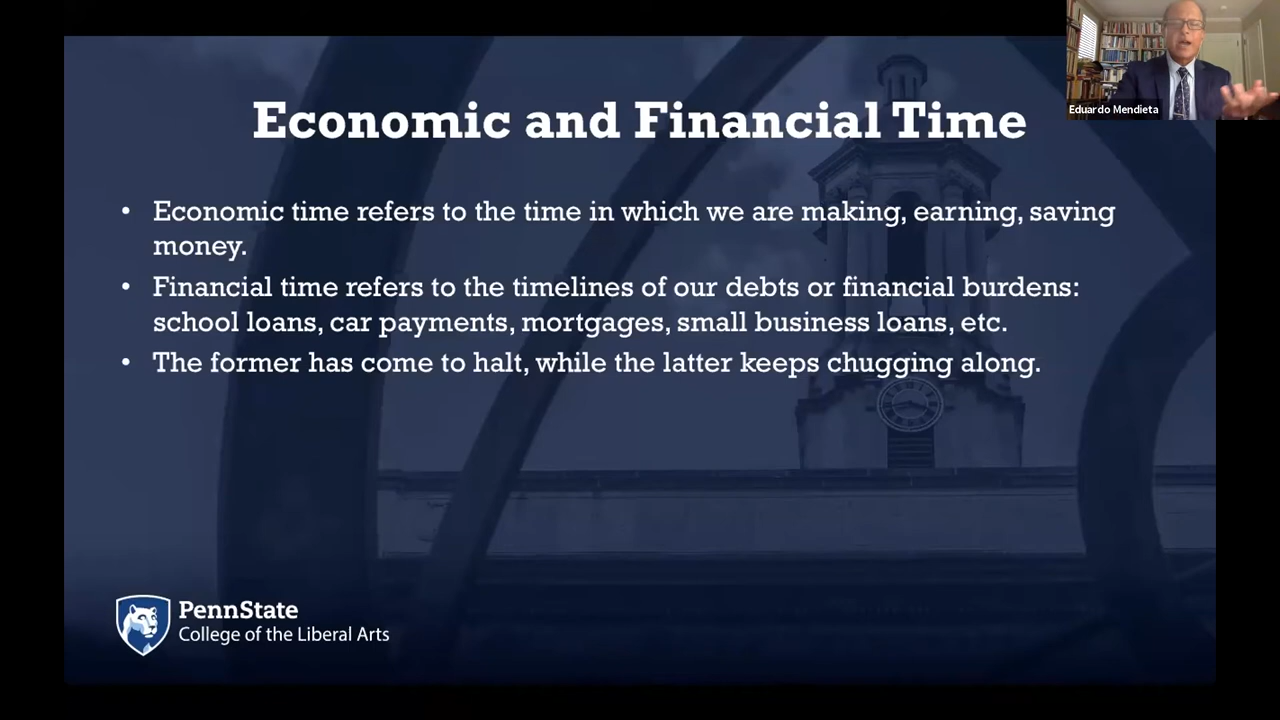 Eduardo Mendieta
Economic and Financial Time
• Economic time refers to the time in which we are making, earning, saving
money.
• Financial time refers to the timelines of our debts or financial burdens:
school loans, car payments, mortgages, small business loans, etc.
• The former has come to halt, while the latter keeps chugging along.
PennState
College of the Liberal Arts